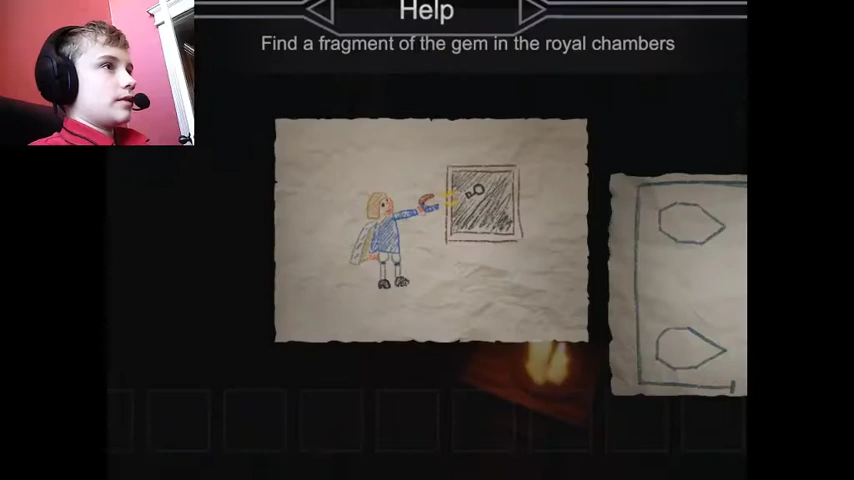 Help
Find a fragment of the gem in the royal chambers